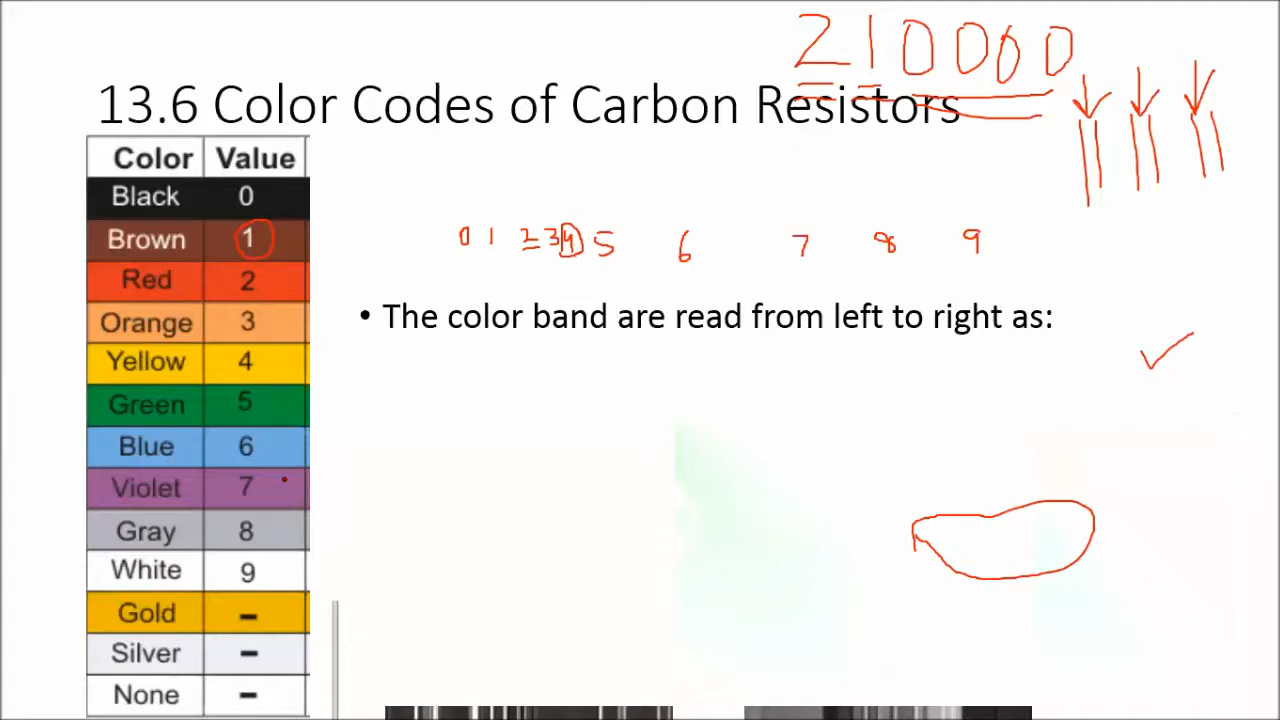 210000
13.6 Color Codes of Carbon Resistors
Color Value
Black 0
Brown 1
Red 2
Orange 3
Yellow 4
Green 5
Blue 6
Violet 7
Gray 8
White 9
Gold -
Silver -
None -
0 1 2 3 4 5 6 7 8 9
• The color band are read from left to right as: